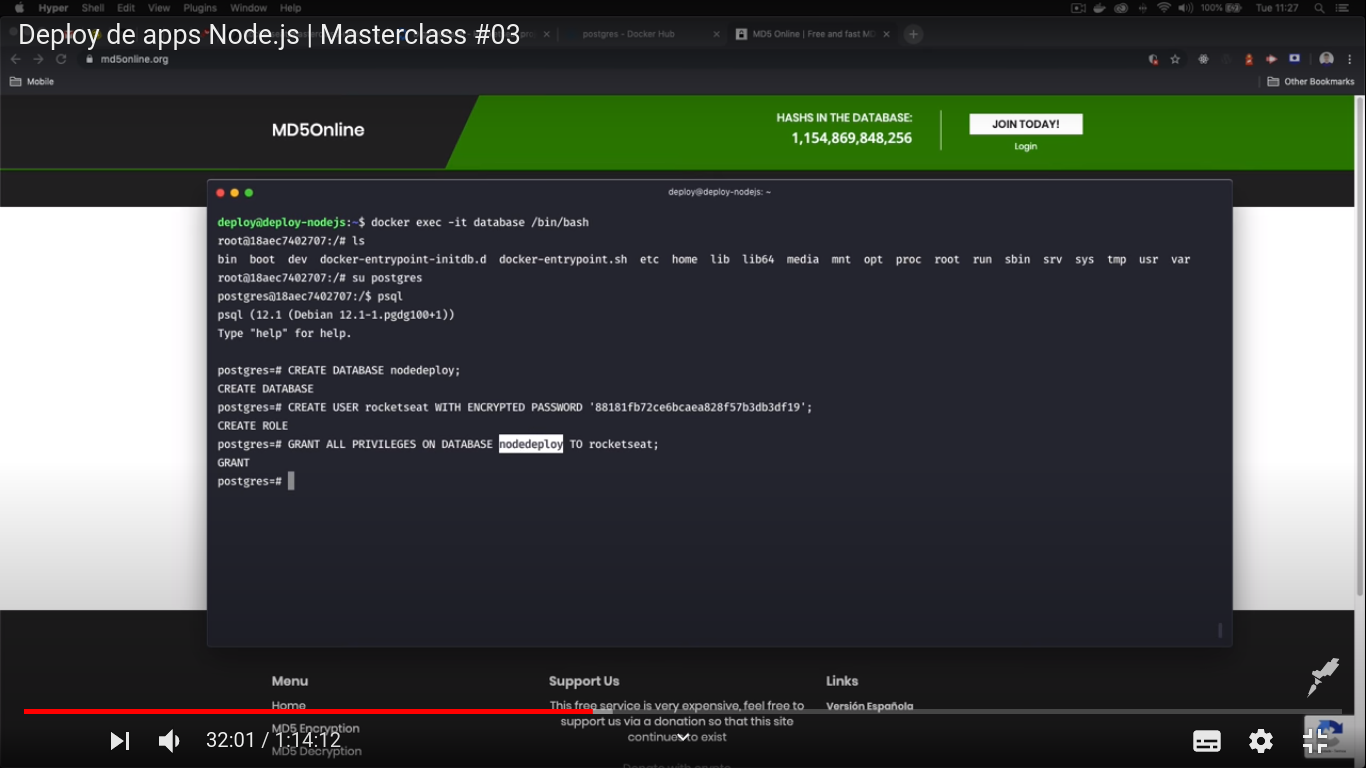 Hyper Shell Edit View Plugins Window Help 100% Tue 11:27
Deploy de apps Node.js | Masterclass #03
postgres - Docker Hub
MD5 Online | Free and fast MD
md5online.org
Mobile
Other Bookmarks
MD5Online
HASHS IN THE DATABASE:
1,154,869,848,256
JOIN TODAY!
Login
deploy@deploy-nodejs: ~
deploy@deploy-nodejs:~$ docker exec -it database /bin/bash
root@18aec7402707:/# ls
bin boot dev docker-entrypoint-initdb.d docker-entrypoint.sh etc home lib lib64 media mnt opt proc root run sbin srv sys tmp usr var
root@18aec7402707:/# su postgres
postgres@18aec7402707:/$ psql
psql (12.1 (Debian 12.1-1.pgdg100+1))
Type "help" for help.
postgres=# CREATE DATABASE nodedeploy;
CREATE DATABASE
postgres=# CREATE USER rocketseat WITH ENCRYPTED PASSWORD '88181fb72ce6bcaea828f57b3db3df19';
CREATE ROLE
postgres=# GRANT ALL PRIVILEGES ON DATABASE nodedeploy TO rocketseat;
GRANT
postgres=#
Menu
Home
MD5 Encryption
MD5 Decryption
Support Us
This free service is very expensive, feel free to
support us via a donation so that this site
continue to exist
Donate with crypto
Links
Versión Española
32:01 / 1:14:12